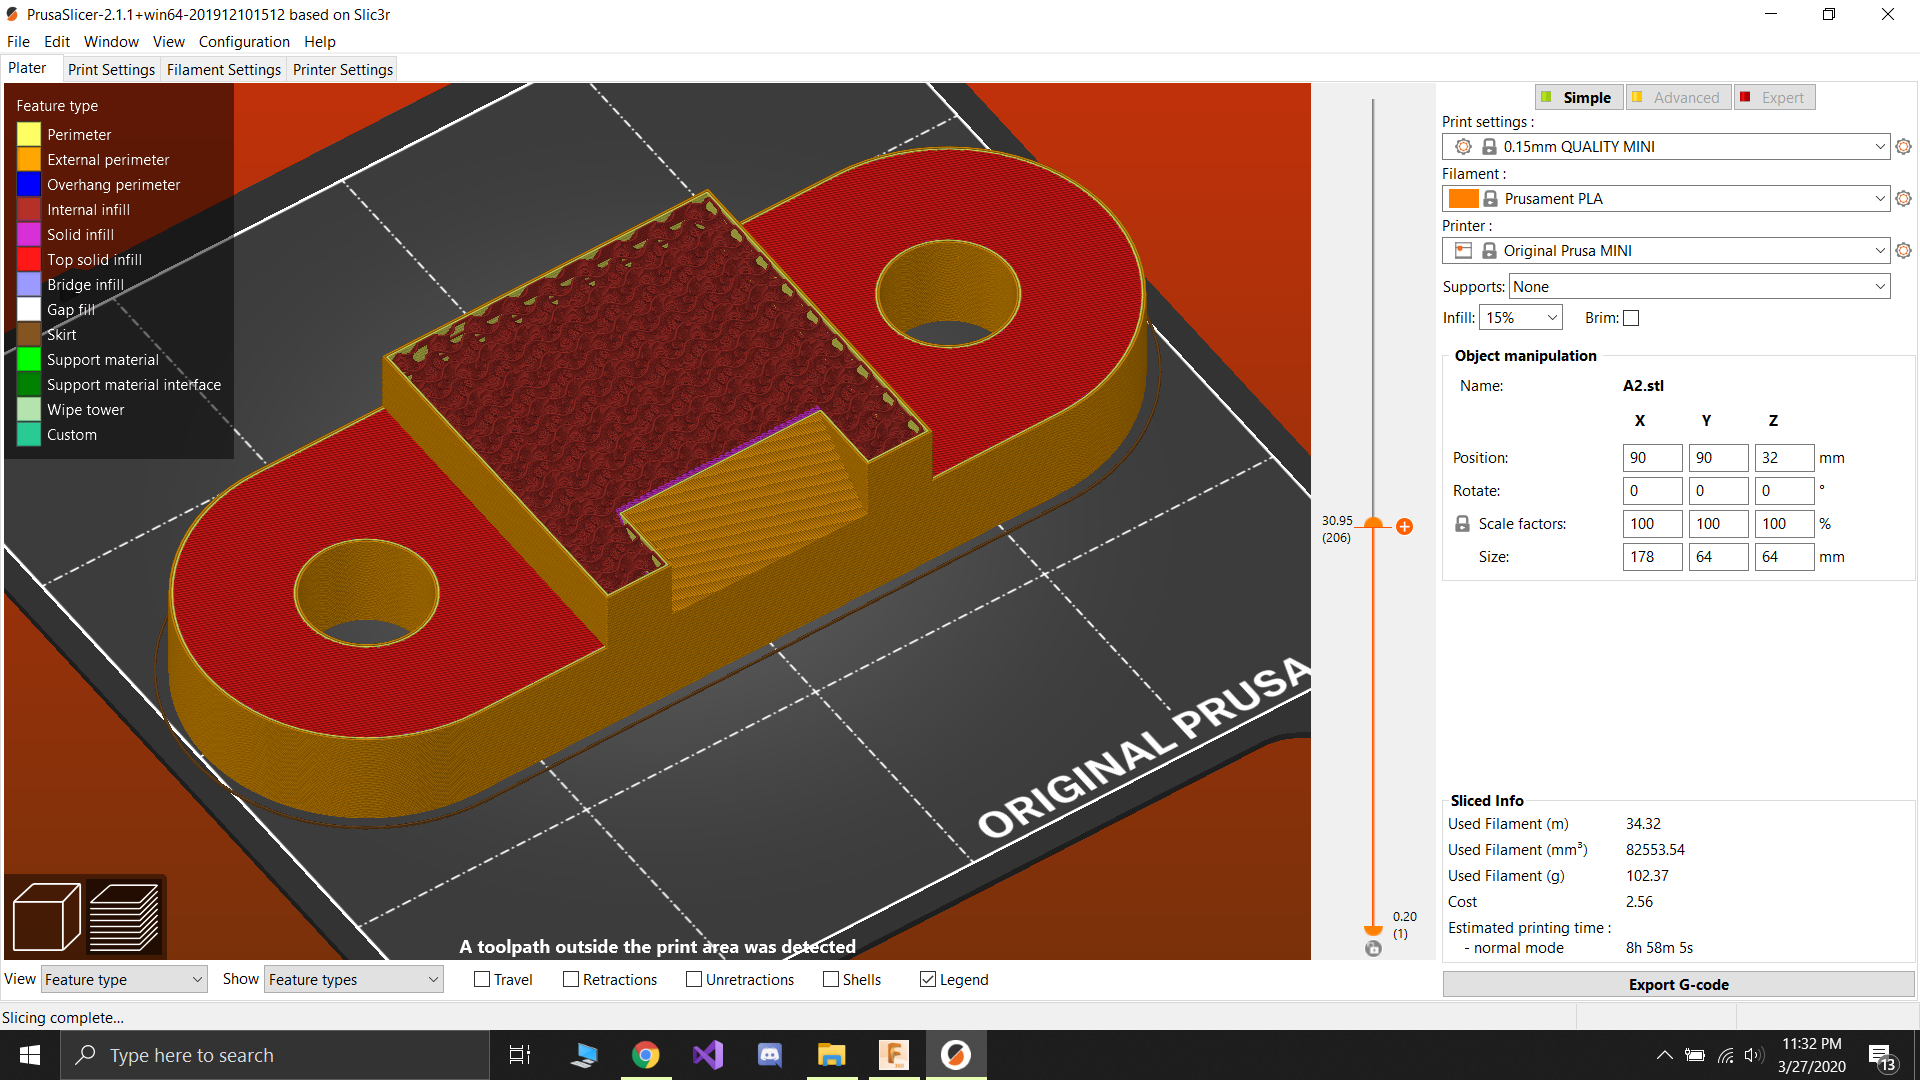 PrusaSlicer-2.1.1+win64-201912101512 based on Slic3r
File Edit Window View Configuration Help
Plater Print Settings Filament Settings Printer Settings
Feature type
Perimeter
External perimeter
Overhang perimeter
Internal infill
Solid infill
Top solid infill
Bridge infill
Gap fill
Skirt
Support material
Support material interface
Wipe tower
Custom
ORIGINAL PRUSA
A toolpath outside the print area was detected
30.95
(206)
0.20
(1)
Simple Advanced Expert
Print settings :
0.15mm QUALITY MINI
Filament :
Prusament PLA
Printer :
Original Prusa MINI
Supports: None
Infill: 15% Brim:
Object manipulation
Name: A2.stl
X Y Z
Position: 90 90 32 mm
Rotate: 0 0 0 °
Scale factors: 100 100 100 %
Size: 178 64 64 mm
Sliced Info
Used Filament (m) 34.32
Used Filament (mm³) 82553.54
Used Filament (g) 102.37
Cost 2.56
Estimated printing time :
- normal mode 8h 58m 5s
Export G-code
View Feature type Show Feature types Travel Retractions Unretractions Shells Legend
Slicing complete...
Type here to search
11:32 PM
3/27/2020
13